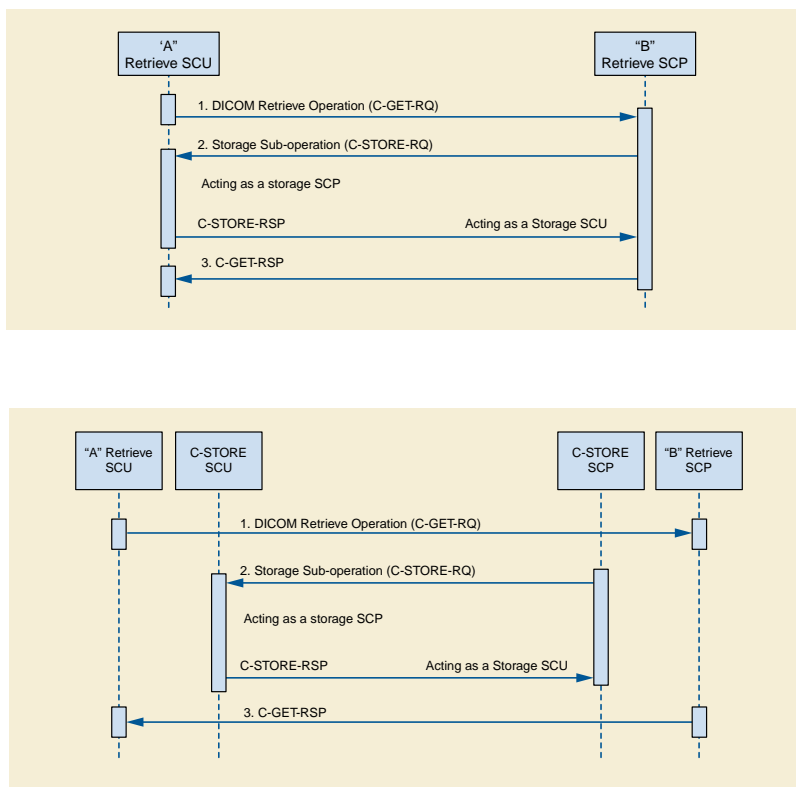 ‘A”
Retrieve SCU
“B”
Retrieve SCP
1. DICOM Retrieve Operation (C-GET-RQ)
2. Storage Sub-operation (C-STORE-RQ)
Acting as a storage SCP
C-STORE-RSP
Acting as a Storage SCU
3. C-GET-RSP
“A” Retrieve
SCU
C-STORE
SCU
C-STORE
SCP
“B” Retrieve
SCP
1. DICOM Retrieve Operation (C-GET-RQ)
2. Storage Sub-operation (C-STORE-RQ)
Acting as a storage SCP
C-STORE-RSP
Acting as a Storage SCU
3. C-GET-RSP